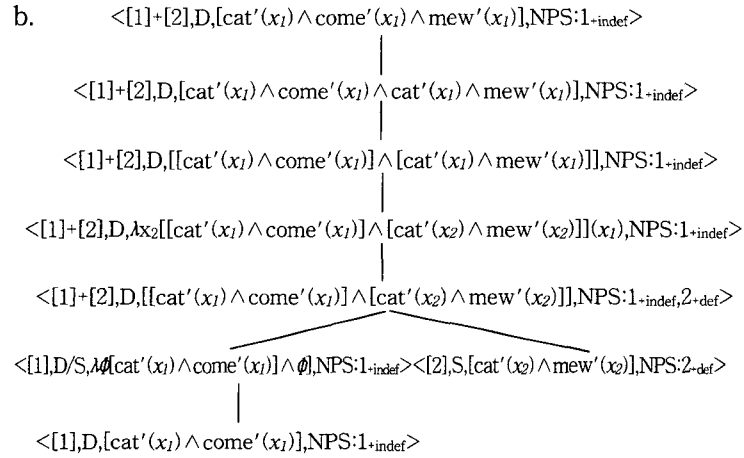 b. <[1]+[2],D,[cat′(x₁)∧come′(x₁)∧mew′(x₁)],NPS:1₊indef>
<[1]+[2],D,[cat′(x₁)∧come′(x₁)∧cat′(x₁)∧mew′(x₁)],NPS:1₊indef>
<[1]+[2],D,[[cat′(x₁)∧come′(x₁)]∧[cat′(x₁)∧mew′(x₁)]],NPS:1₊indef>
<[1]+[2],D,λx₂[[cat′(x₁)∧come′(x₁)]∧[cat′(x₂)∧mew′(x₂)]](x₁),NPS:1₊indef>
<[1]+[2],D,[[cat′(x₁)∧come′(x₁)]∧[cat′(x₂)∧mew′(x₂)]],NPS:1₊indef,2₊def>
<[1],D/S,λϕ[cat′(x₁)∧come′(x₁)]∧ϕ],NPS:1₊indef><[2],S,[cat′(x₂)∧mew′(x₂)],NPS:2₊def>
<[1],D,[cat′(x₁)∧come′(x₁)],NPS:1₊indef>